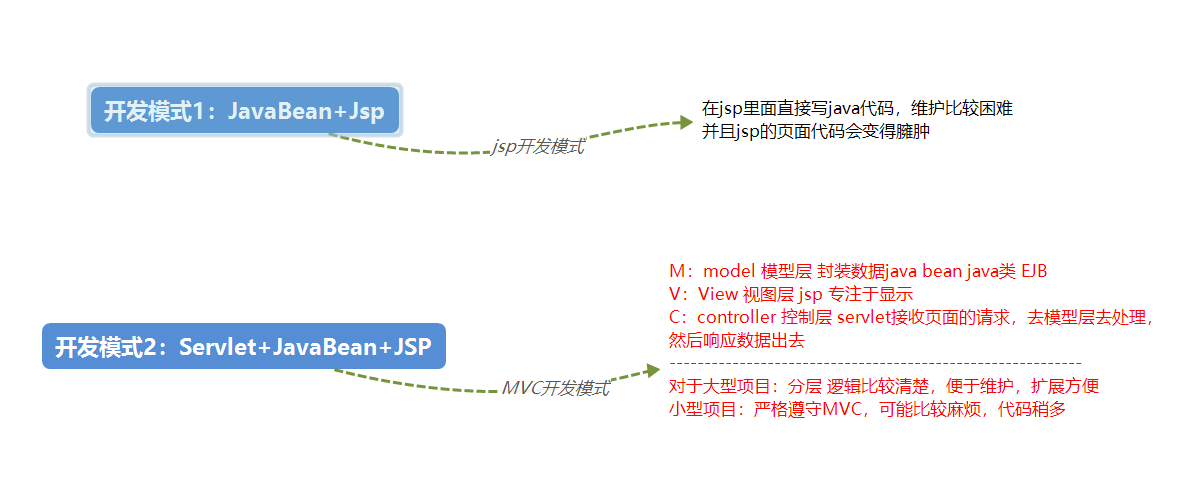 开发模式1：JavaBean+Jsp
jsp开发模式
在jsp里面直接写java代码，维护比较困难
并且jsp的页面代码会变得臃肿
开发模式2：Servlet+JavaBean+JSP
MVC开发模式
M：model 模型层 封装数据java bean java类 EJB
V：View 视图层 jsp 专注于显示
C：controller 控制层 servlet接收页面的请求，去模型层去处理，
然后响应数据出去
------------------------------------------------------------
对于大型项目：分层 逻辑比较清楚，便于维护，扩展方便
小型项目：严格遵守MVC，可能比较麻烦，代码稍多